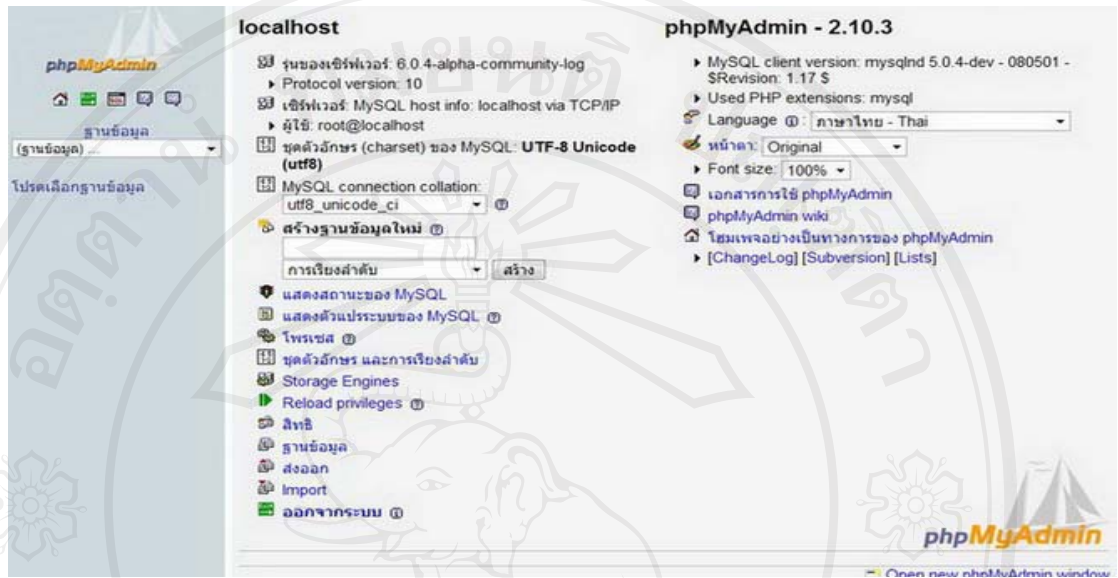 phpMyAdmin
ฐานข้อมูล
(ฐานข้อมูล) ...
โปรดเลือกฐานข้อมูล
localhost
รุ่นของเซิร์ฟเวอร์: 6.0.4-alpha-community-log
Protocol version: 10
เซิร์ฟเวอร์: MySQL host info: localhost via TCP/IP
ผู้ใช้: root@localhost
ชุดตัวอักษร (charset) ของ MySQL: UTF-8 Unicode
(utf8)
MySQL connection collation:
utf8_unicode_ci
สร้างฐานข้อมูลใหม่
การเรียงลำดับ สร้าง
แสดงสถานะของ MySQL
แสดงตัวแปรระบบของ MySQL
โพรเซส
ชุดตัวอักษร และการเรียงลำดับ
Storage Engines
Reload privileges
สิทธิ
ฐานข้อมูล
ส่งออก
Import
ออกจากระบบ
phpMyAdmin - 2.10.3
MySQL client version: mysqlnd 5.0.4-dev - 080501 -
$Revision: 1.17 $
Used PHP extensions: mysql
Language : ภาษาไทย - Thai
หน้าตา: Original
Font size: 100%
เอกสารการใช้ phpMyAdmin
phpMyAdmin wiki
โฮมเพจอย่างเป็นทางการของ phpMyAdmin
[ChangeLog] [Subversion] [Lists]
phpMyAdmin
Open new phpMyAdmin window